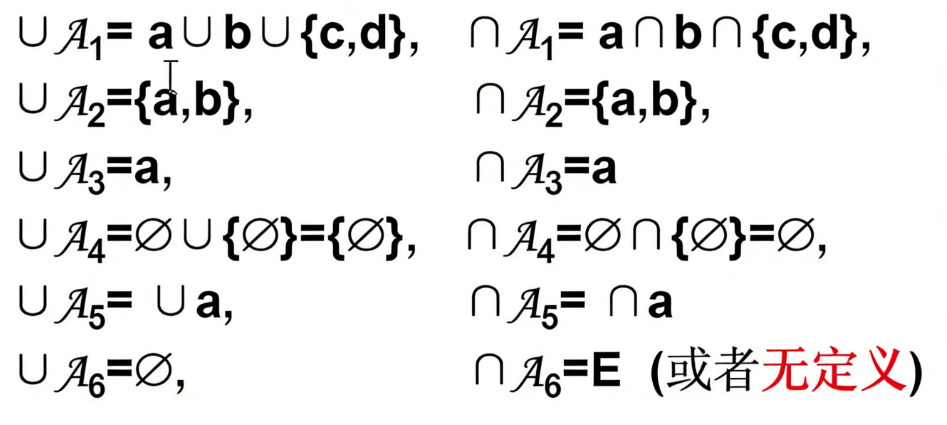 ∪𝒜₁= a∪b∪{c,d}, ∩𝒜₁= a∩b∩{c,d},
∪𝒜₂={a,b}, ∩𝒜₂={a,b},
∪𝒜₃=a, ∩𝒜₃=a
∪𝒜₄=∅∪{∅}={∅}, ∩𝒜₄=∅∩{∅}=∅,
∪𝒜₅= ∪a, ∩𝒜₅= ∩a
∪𝒜₆=∅, ∩𝒜₆=E (或者无定义)